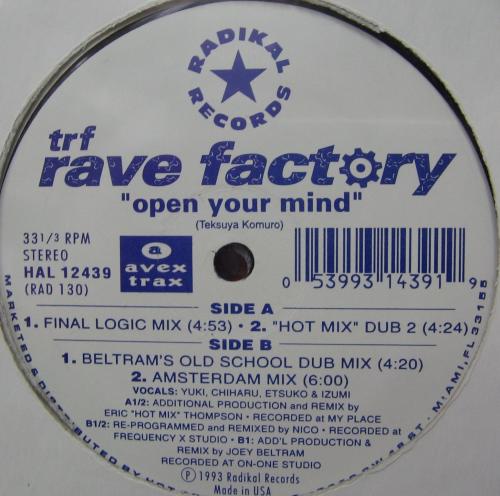 RADIKAL
RECORDS
trf
rave factory
"open your mind"
(Teksuya Komuro)
33 1/3 RPM
STEREO
HAL 12439
(RAD 130)
a
avex
trax
0 53993 14391 9
SIDE A
1. FINAL LOGIC MIX (4:53) · 2. "HOT MIX" DUB 2 (4:24)
SIDE B
1. BELTRAM'S OLD SCHOOL DUB MIX (4:20)
2. AMSTERDAM MIX (6:00)
VOCALS: YUKI, CHIHARU, ETSUKO & IZUMI
A1/2: ADDITIONAL PRODUCTION and REMIX by
ERIC "HOT MIX" THOMPSON • RECORDED at MY PLACE
B1/2: RE-PROGRAMMED and REMIXED by NICO • RECORDED at
FREQUENCY X STUDIO • B1: ADD'L PRODUCTION &
REMIX by JOEY BELTRAM
RECORDED AT ON-ONE STUDIO
℗ 1993 Radikal Records
Made in USA
MARKETED & DISTRIBUTED BY HOT MIAMI, FL 33155